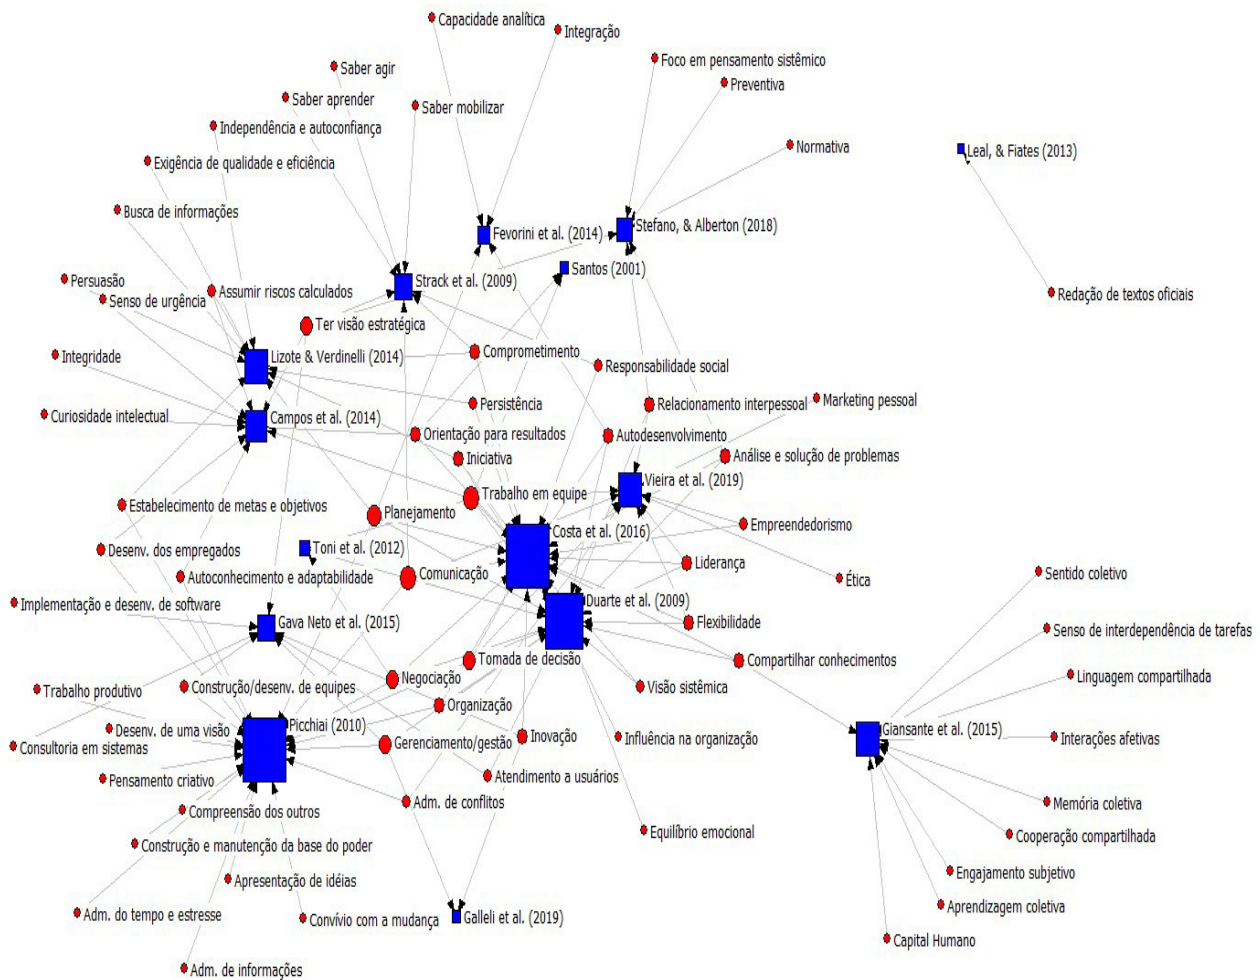 Capacidade analítica
Integração
Saber agir
Foco em pensamento sistêmico
Preventiva
Saber aprender
Saber mobilizar
Independência e autoconfiança
Normativa
Leal, & Fiates (2013)
Exigência de qualidade e eficiência
Busca de informações
Stefano, & Alberton (2018)
Fevorini et al. (2014)
Santos (2001)
Persuasão
Strack et al. (2009)
Assumir riscos calculados
Senso de urgência
Redação de textos oficiais
Ter visão estratégica
Integridade
Lizote & Verdinelli (2014)
Comprometimento
Responsabilidade social
Persistência
Relacionamento interpessoal
Marketing pessoal
Curiosidade intelectual
Campos et al. (2014)
Orientação para resultados
Autodesenvolvimento
Iniciativa
Análise e solução de problemas
Vieira et al. (2019)
Trabalho em equipe
Estabelecimento de metas e objetivos
Planejamento
Costa et al. (2016)
Empreendedorismo
Desenv. dos empregados
Toni et al. (2012)
Liderança
Autoconhecimento e adaptabilidade
Comunicação
Ética
Sentido coletivo
Implementação e desenv. de software
Duarte et al. (2009)
Gava Neto et al. (2015)
Flexibilidade
Senso de interdependência de tarefas
Tomada de decisão
Compartilhar conhecimentos
Linguagem compartilhada
Negociação
Trabalho produtivo
Construção/desenv. de equipes
Visão sistêmica
Organização
Picchiai (2010)
Desenv. de uma visão
Giansante et al. (2015)
Consultoria em sistemas
Gerenciamento/gestão
Inovação
Influência na organização
Interações afetivas
Pensamento criativo
Atendimento a usuários
Adm. de conflitos
Memória coletiva
Compreensão dos outros
Equilíbrio emocional
Cooperação compartilhada
Construção e manutenção da base do poder
Engajamento subjetivo
Apresentação de idéias
Aprendizagem coletiva
Adm. do tempo e estresse
Convívio com a mudança
Galleli et al. (2019)
Capital Humano
Adm. de informações